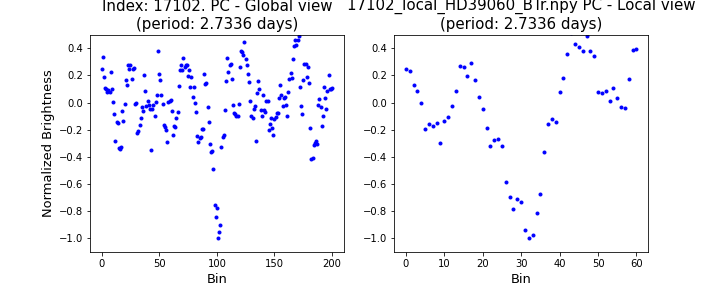 Index: 17102. PC - Global view
(period: 2.7336 days)
17102_local_HD39060_BTr.npy PC - Local view
(period: 2.7336 days)
Normalized Brightness
0.4
0.2
0.0
−0.2
−0.4
−0.6
−0.8
−1.0
0 50 100 150 200
Bin
0.4
0.2
0.0
−0.2
−0.4
−0.6
−0.8
−1.0
0 10 20 30 40 50 60
Bin